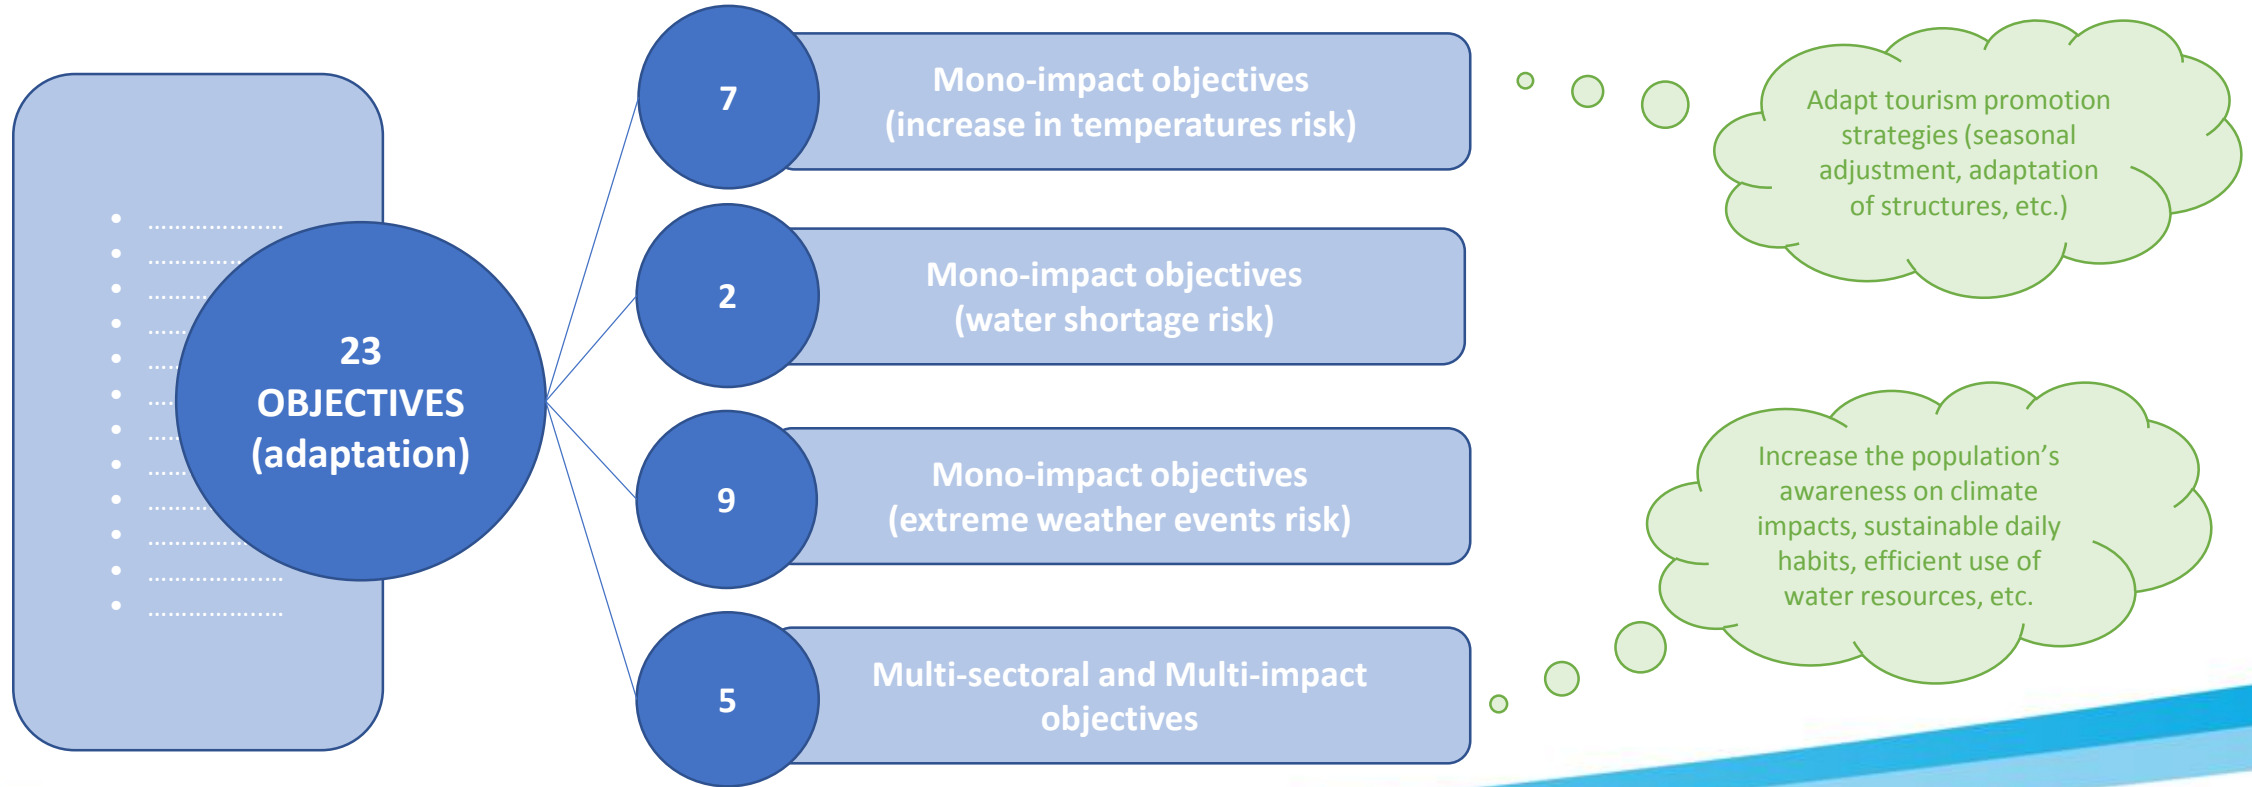 • ....................
• ....................
• ....................
• ....................
• ....................
• ....................
• ....................
• ....................
• ....................
• ....................
• ....................
• ....................
23
OBJECTIVES
(adaptation)
7
Mono-impact objectives
(increase in temperatures risk)
2
Mono-impact objectives
(water shortage risk)
9
Mono-impact objectives
(extreme weather events risk)
5
Multi-sectoral and Multi-impact
objectives
Adapt tourism promotion
strategies (seasonal
adjustment, adaptation
of structures, etc.)
Increase the population’s
awareness on climate
impacts, sustainable daily
habits, efficient use of
water resources, etc.